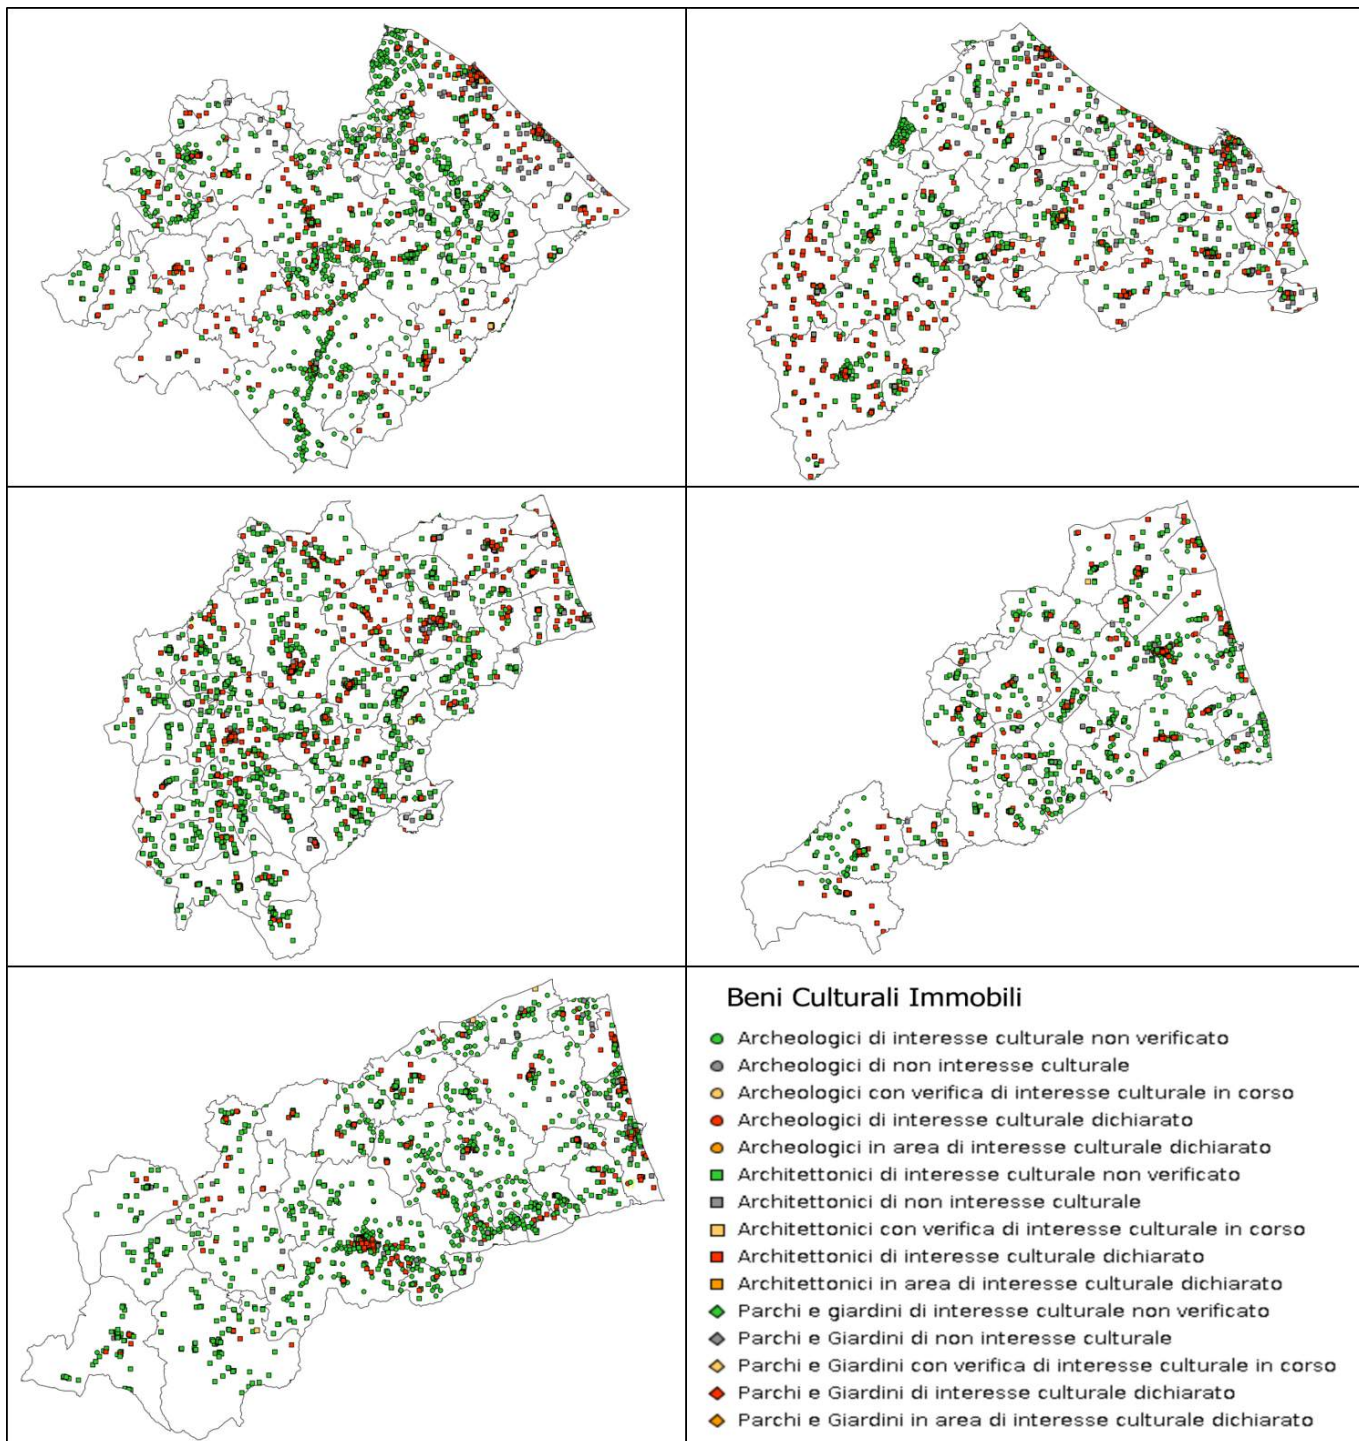 Beni Culturali Immobili
Archeologici di interesse culturale non verificato
Archeologici di non interesse culturale
Archeologici con verifica di interesse culturale in corso
Archeologici di interesse culturale dichiarato
Archeologici in area di interesse culturale dichiarato
Architettonici di interesse culturale non verificato
Architettonici di non interesse culturale
Architettonici con verifica di interesse culturale in corso
Architettonici di interesse culturale dichiarato
Architettonici in area di interesse culturale dichiarato
Parchi e giardini di interesse culturale non verificato
Parchi e Giardini di non interesse culturale
Parchi e Giardini con verifica di interesse culturale in corso
Parchi e Giardini di interesse culturale dichiarato
Parchi e Giardini in area di interesse culturale dichiarato